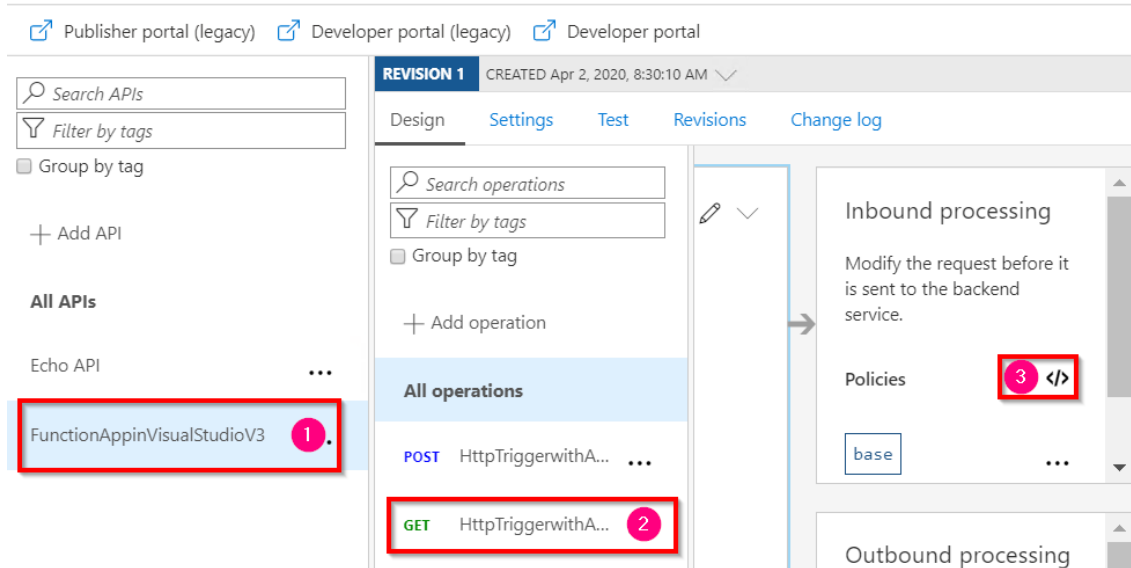 Publisher portal (legacy) Developer portal (legacy) Developer portal
Search APIs
Filter by tags
Group by tag
Add API
All APIs
Echo API ...
FunctionAppinVisualStudioV3 1
REVISION 1 CREATED Apr 2, 2020, 8:30:10 AM
Design Settings Test Revisions Change log
Search operations
Filter by tags
Group by tag
Add operation
All operations
POST HttpTriggerwithA... ...
GET HttpTriggerwithA... 2
Inbound processing
Modify the request before it
is sent to the backend
service.
Policies 3 </>
base ...
Outbound processing